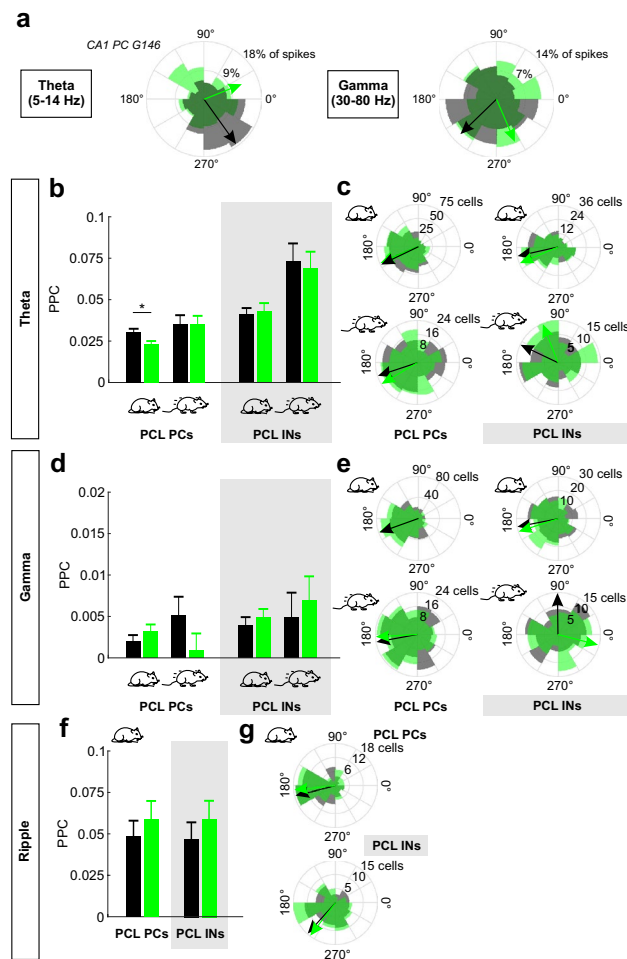 a
CA1 PC G146
90°
18% of spikes
9%
Theta
(5-14 Hz)
180°
0°
270°
90°
14% of spikes
7%
Gamma
(30-80 Hz)
180°
0°
270°
Theta
b
0.1
0.075
0.05
0.025
0
PPC
*
PCL PCs
PCL INs
c
90°
75 cells
50
25
180°
0°
270°
90°
36 cells
24
12
180°
0°
270°
90°
24 cells
16
8
180°
0°
270°
90°
15 cells
10
5
180°
0°
270°
PCL PCs
PCL INs
Gamma
d
0.02
0.015
0.01
0.005
0
PPC
PCL PCs
PCL INs
e
90°
80 cells
40
180°
0°
270°
90°
30 cells
20
10
180°
0°
270°
90°
24 cells
16
8
180°
0°
270°
90°
15 cells
10
5
180°
0°
270°
PCL PCs
PCL INs
Ripple
f
0.1
0.075
0.05
0.025
0
PPC
PCL PCs
PCL INs
g
PCL PCs
90°
18 cells
12
6
180°
0°
270°
PCL INs
90°
15 cells
10
5
180°
0°
270°